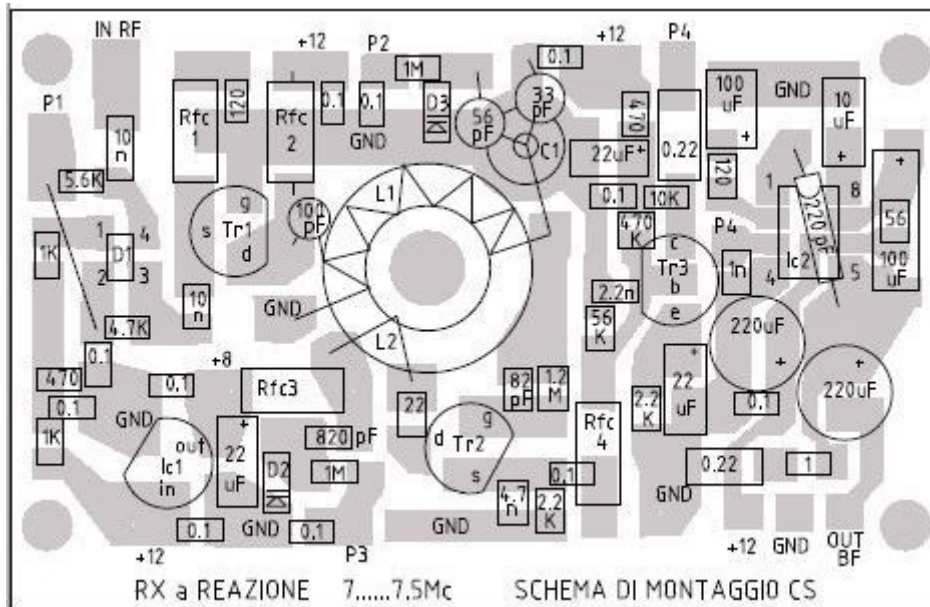 IN RF
+12
P2
0.1
+12
P4
P1
10
n
5.6K
Rfc
1
120
Rfc
2
0.1
0.1
GND
1M
D3
56
pF
33
pF
C1
470
22uF+
0.22
100
uF
+
GND
10
uF
+
120
1
8
220pF
+
56
100
uF
1K
1
4
D1
2
3
4.7K
g
s
Tr1
d
100
pF
L1
L2
GND
10
n
0.1
10K
470
K
c
Tr3
b
e
P4
1n
4
Ic2
5
2.2n
56
K
220uF
+
+
220uF
0.1
470
0.1
1K
GND
0.1
+8
Rfc3
out
Ic1
in
+
22
uF
D2
820 pF
1M
0.1
GND
0.1
+12
P3
22
g
d
Tr2
s
82
pF
1.2
M
Rfc
4
2.2
K
+
22
uF
0.1
0.22
1
GND
0.1
4.7
n
2.2
K
GND
+12
GND
OUT
BF
RX a REAZIONE 7......7.5Mc SCHEMA DI MONTAGGIO CS